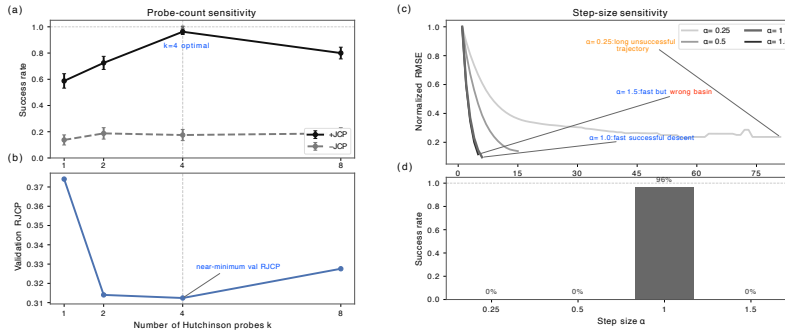 (a)
Probe-count sensitivity
1.0
0.8
0.6
0.4
0.2
0.0
Success rate
k=4 optimal
+JCP
−JCP
1
2
4
8
(b)
0.37
0.36
0.35
0.34
0.33
0.32
0.31
Validation RJCP
near-minimum val RJCP
1
2
4
8
Number of Hutchinson probes k
(c)
Step-size sensitivity
1.0
0.8
0.6
0.4
0.2
Normalized RMSE
α= 0.25
α= 0.5
α= 1
α=0.25:long unsuccessful
trajectory
α=1.5:fast but wrong basin
α=1.0:fast successful descent
0
15
30
45
60
75
(d)
1.0
0.8
0.6
0.4
0.2
0.0
Success rate
0%
0%
96%
0%
0.25
0.5
1
1.5
Step size α